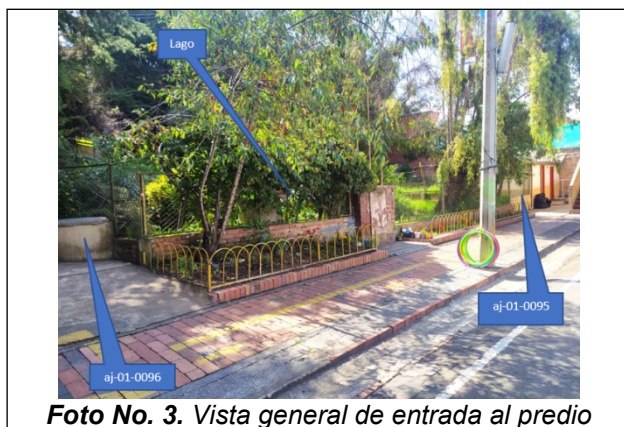 Lago
aj-01-0095
aj-01-0096
Foto No. 3. Vista general de entrada al predio